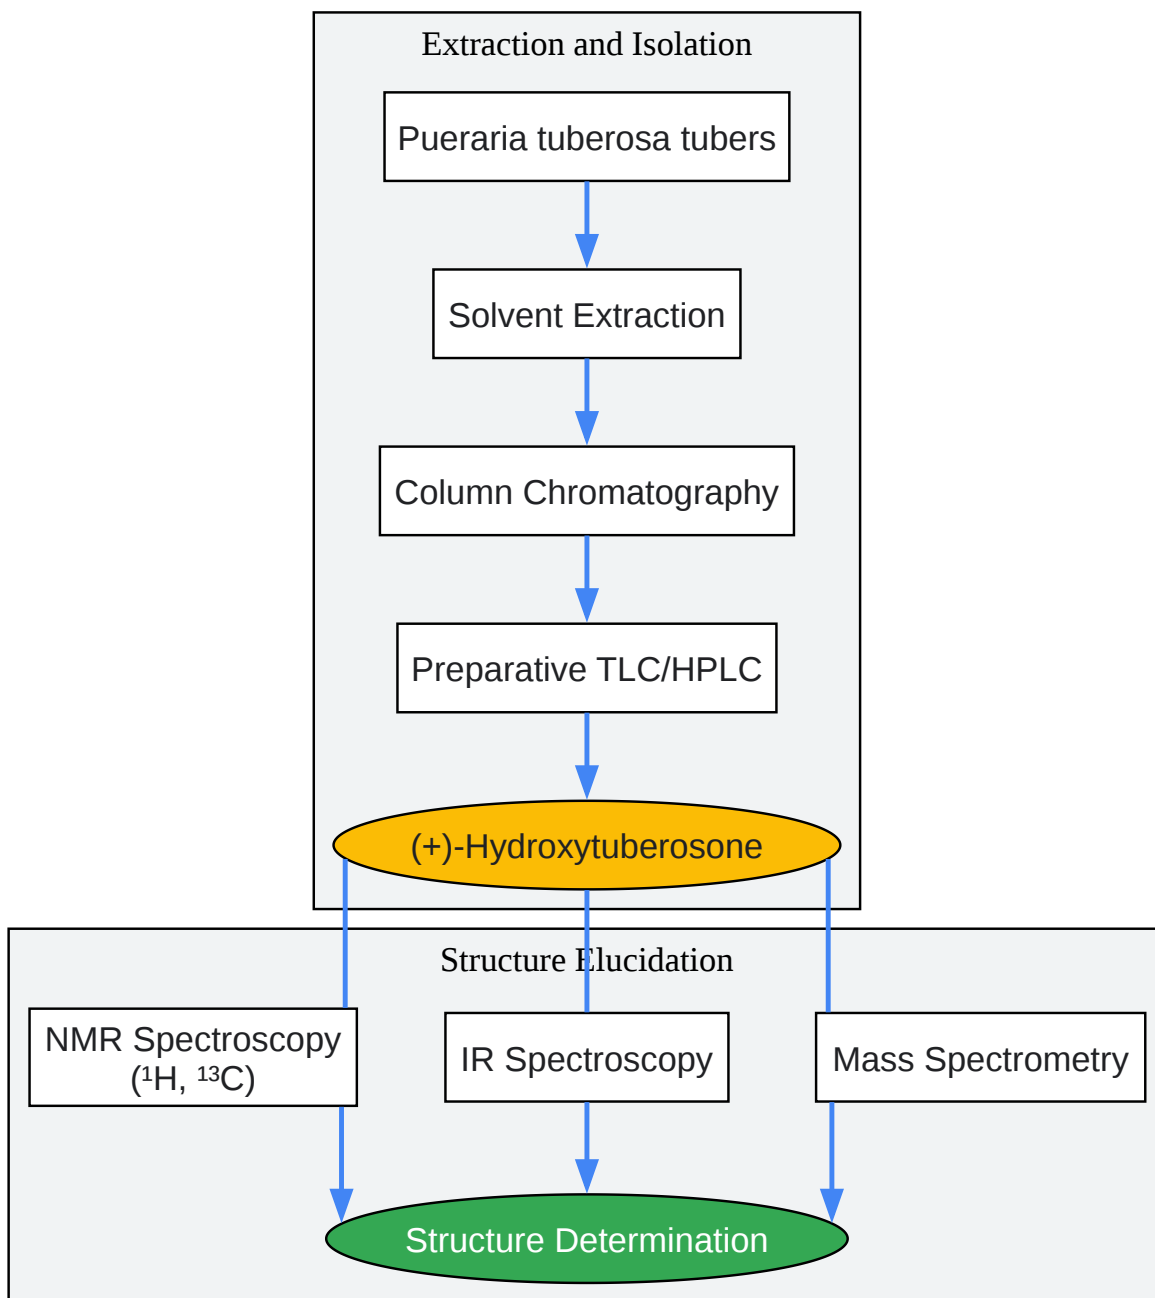 Extraction and Isolation
Pueraria tuberosa tubers
Solvent Extraction
Column Chromatography
Preparative TLC/HPLC
(+)-Hydroxytuberosone
Structure Elucidation
NMR Spectroscopy
(¹H, ¹³C)
IR Spectroscopy
Mass Spectrometry
Structure Determination